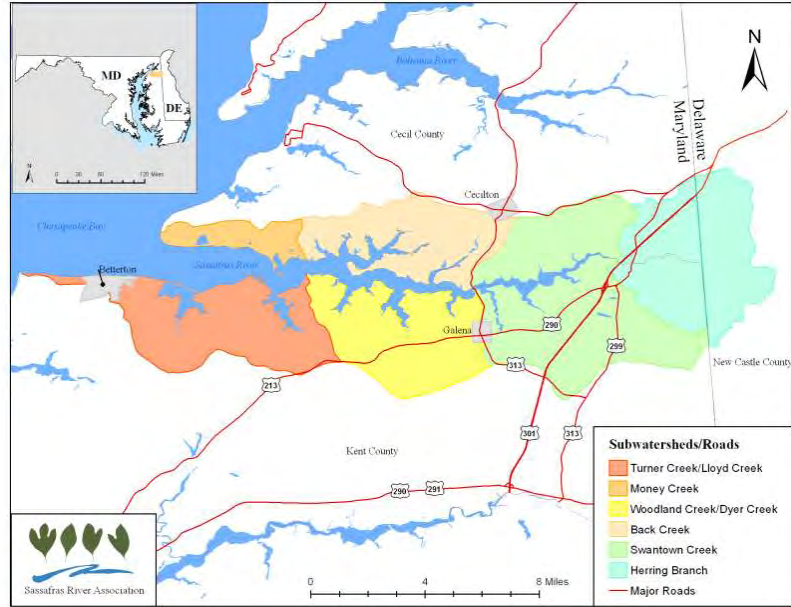 MD
DE
N
0 30 60 120 Miles
N
Bohemia River
Cecil County
Delaware
Maryland
Cecilton
Chesapeake Bay
Sassafras River
Betterton
Galena
290
299
313
213
New Castle County
301
313
Kent County
290
291
Subwatersheds/Roads
Turner Creek/Lloyd Creek
Money Creek
Woodland Creek/Dyer Creek
Back Creek
Swantown Creek
Herring Branch
Major Roads
Sassafras River Association
0 4 8 Miles